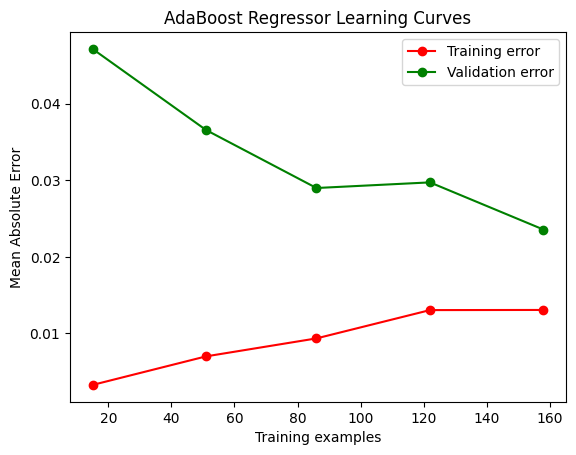 AdaBoost Regressor Learning Curves
Training error
Validation error
Mean Absolute Error
0.04
0.03
0.02
0.01
20 40 60 80 100 120 140 160
Training examples